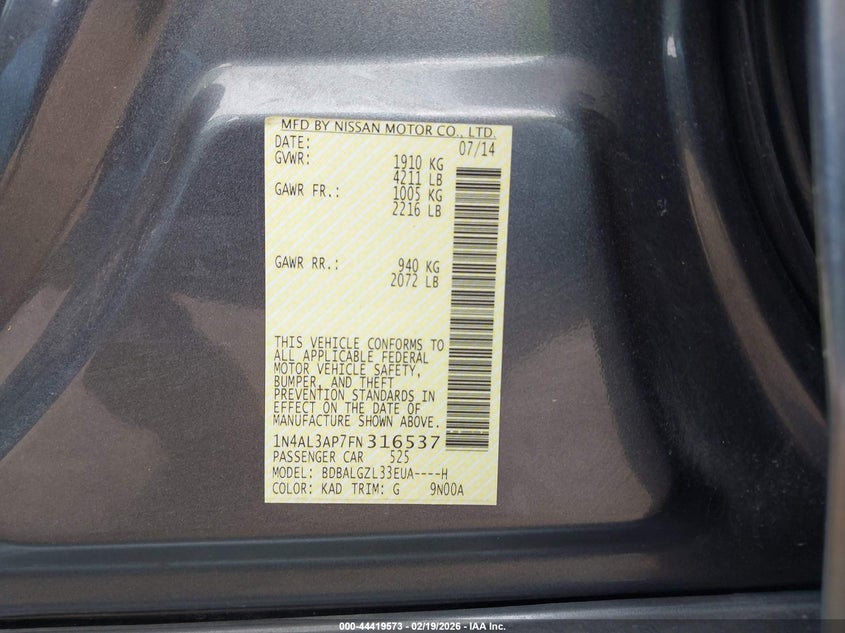 MFD BY NISSAN MOTOR CO., LTD.
DATE: 07/14
GVWR: 1910 KG
4211 LB
GAWR FR.: 1005 KG
2216 LB
GAWR RR.: 940 KG
2072 LB
THIS VEHICLE CONFORMS TO
ALL APPLICABLE FEDERAL
MOTOR VEHICLE SAFETY,
BUMPER, AND THEFT
PREVENTION STANDARDS IN
EFFECT ON THE DATE OF
MANUFACTURE SHOWN ABOVE.
1N4AL3AP7FN316537
PASSENGER CAR 525
MODEL: BDBALGZL33EUA----H
COLOR: KAD TRIM: G 9N00A
000-44419573 - 02/19/2026 - IAA Inc.